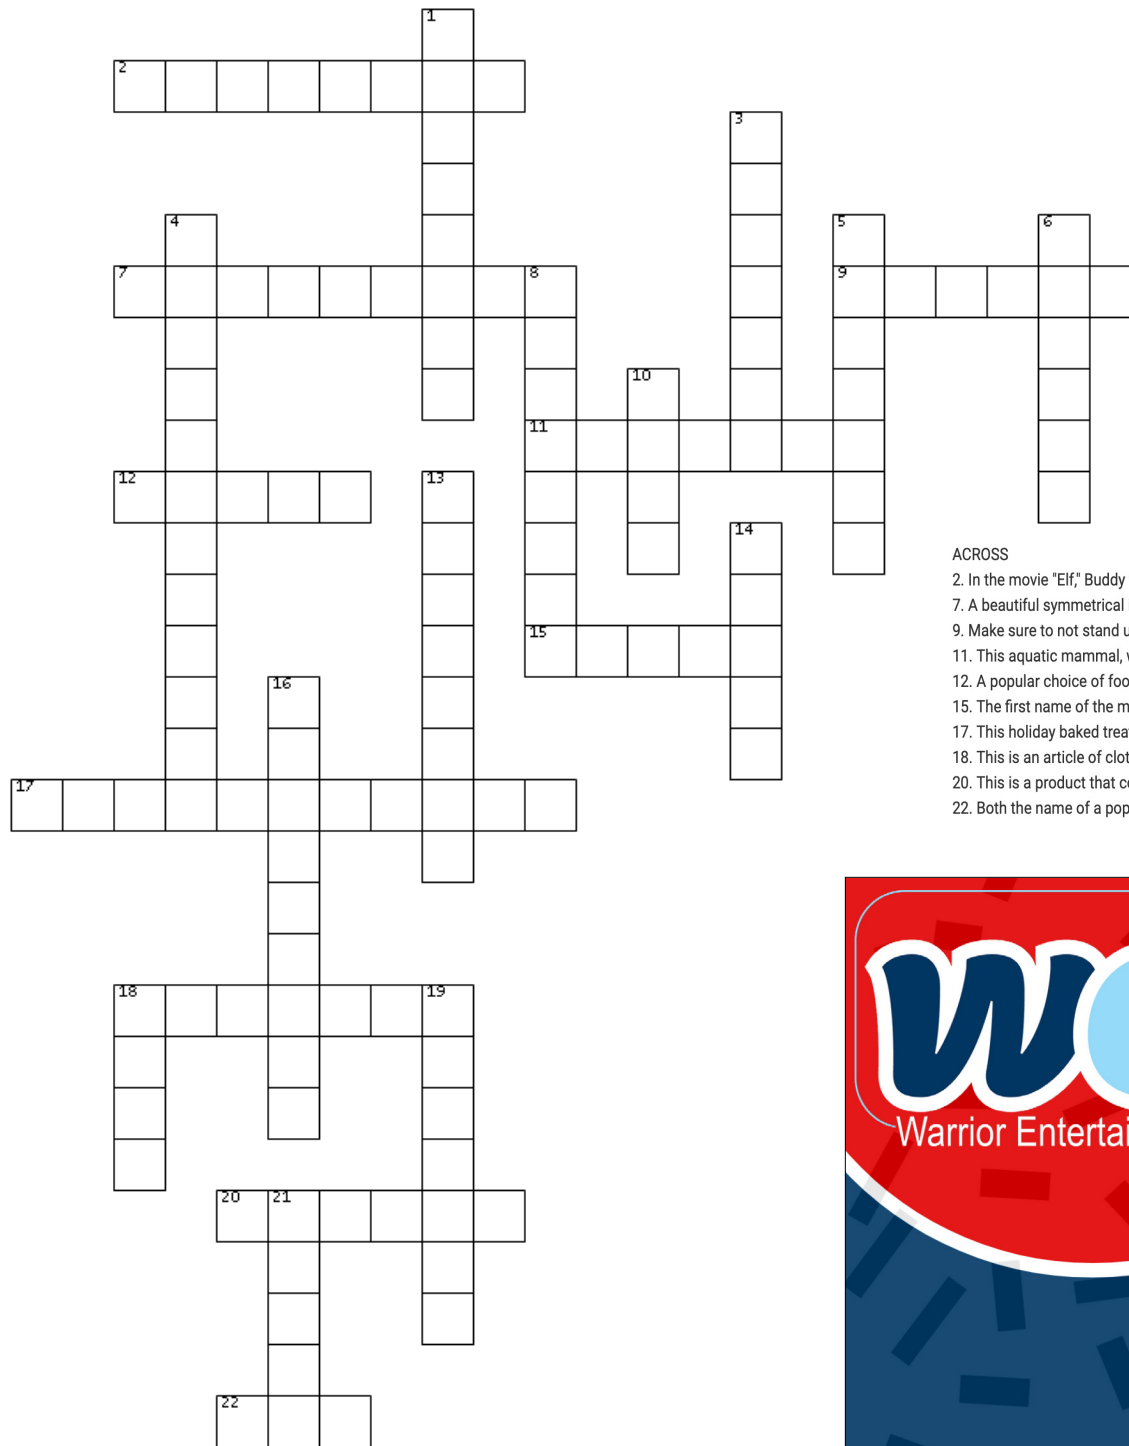 1
2
3
4
5
6
7
8
9
10
11
12
13
14
15
16
17
18
19
20
21
22
ACROSS
2. In the movie "Elf," Buddy
7. A beautiful symmetrical
9. Make sure to not stand u
11. This aquatic mammal, w
12. A popular choice of foo
15. The first name of the m
17. This holiday baked trea
18. This is an article of clot
20. This is a product that c
22. Both the name of a pop
W
Warrior Entertai